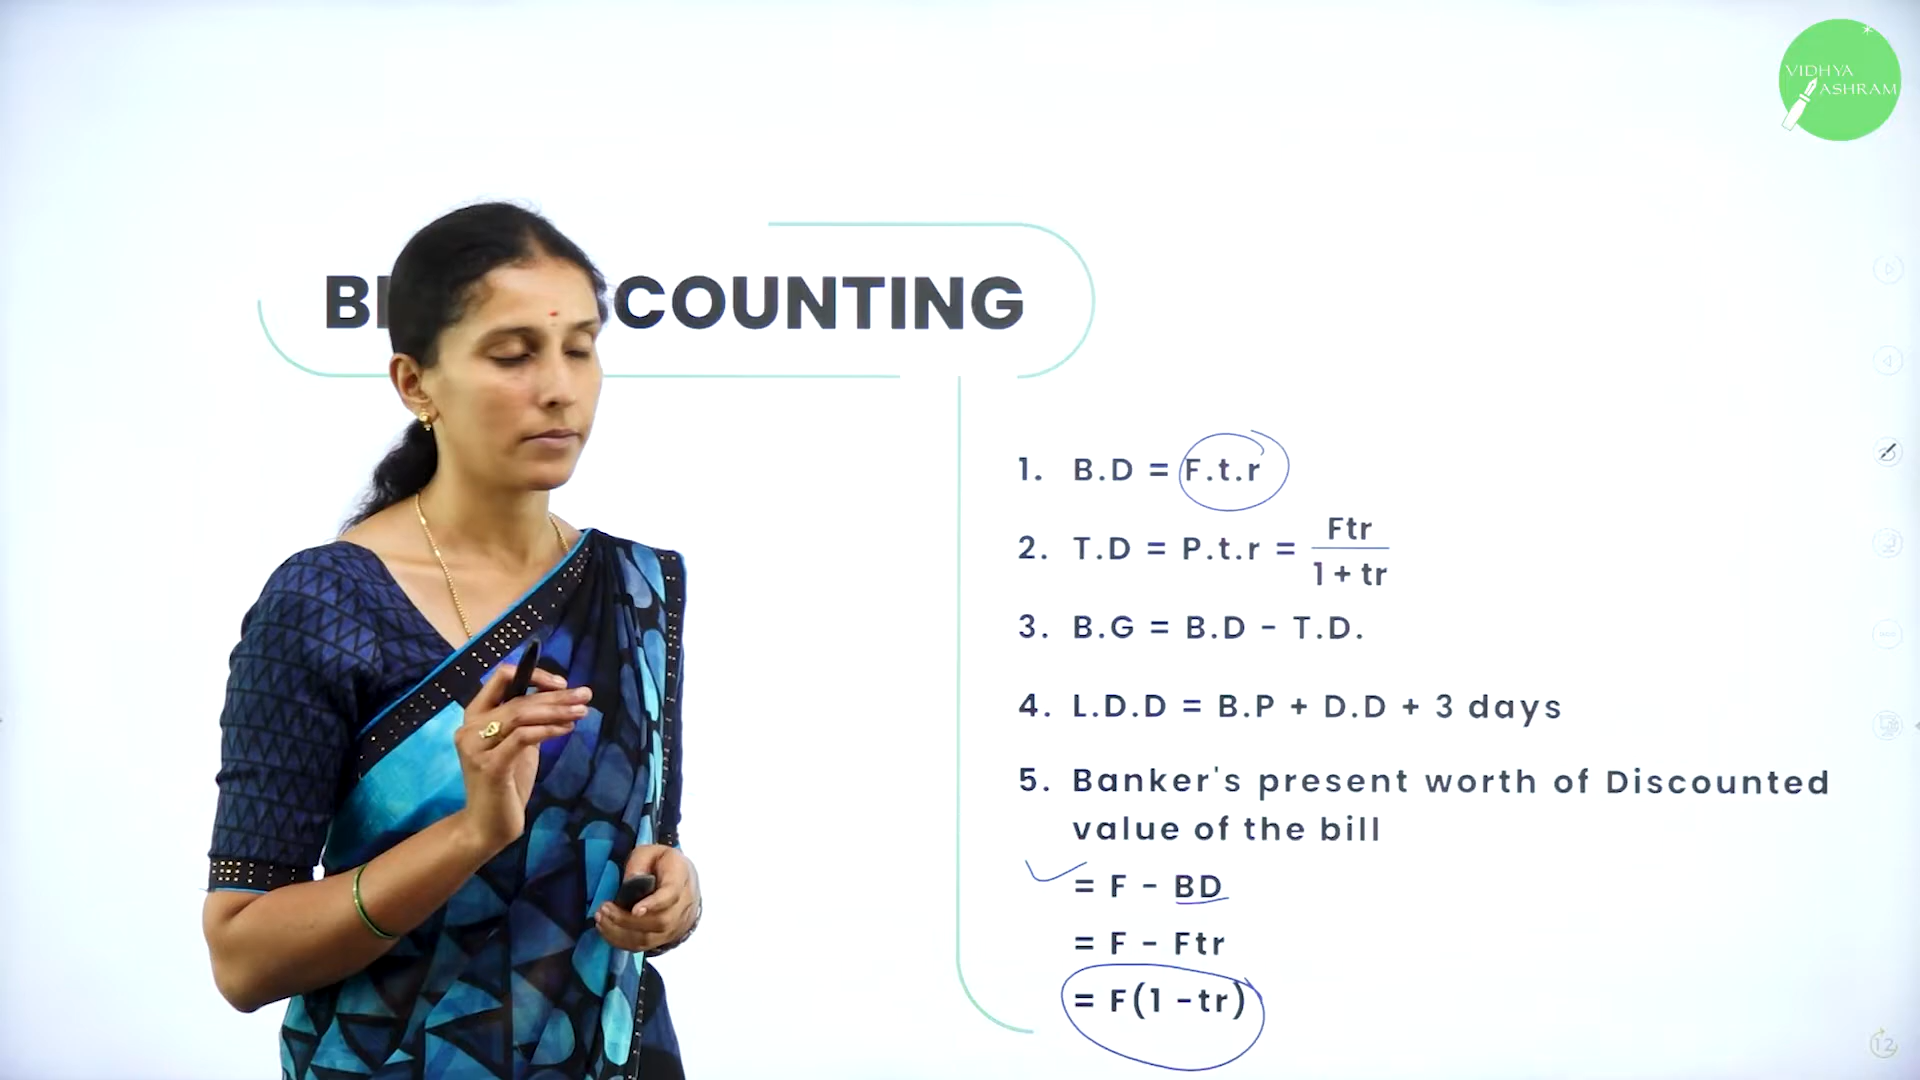 VIDHYA
ASHRAM
COUNTING
1. B.D = F.t.r
2. T.D = P.t.r = Ftr / 1 + tr
3. B.G = B.D - T.D.
4. L.D.D = B.P + D.D + 3 days
5. Banker's present worth of Discounted
value of the bill
= F - BD
= F - Ftr
= F(1 - tr)
12